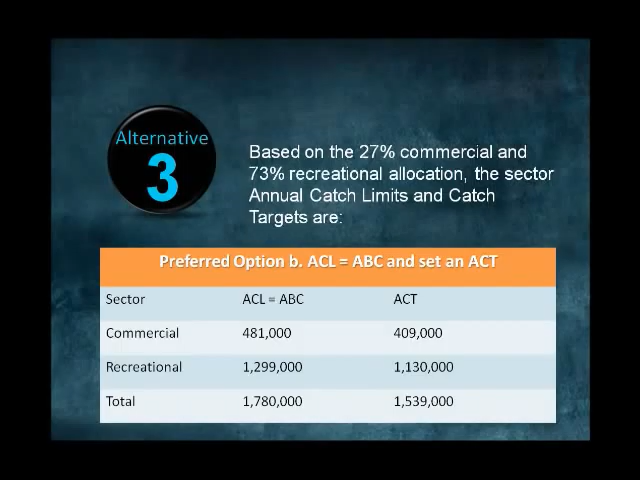 Alternative
3
Based on the 27% commercial and
73% recreational allocation, the sector
Annual Catch Limits and Catch
Targets are:
Preferred Option b. ACL = ABC and set an ACT
Sector ACL = ABC ACT
Commercial 481,000 409,000
Recreational 1,299,000 1,130,000
Total 1,780,000 1,539,000